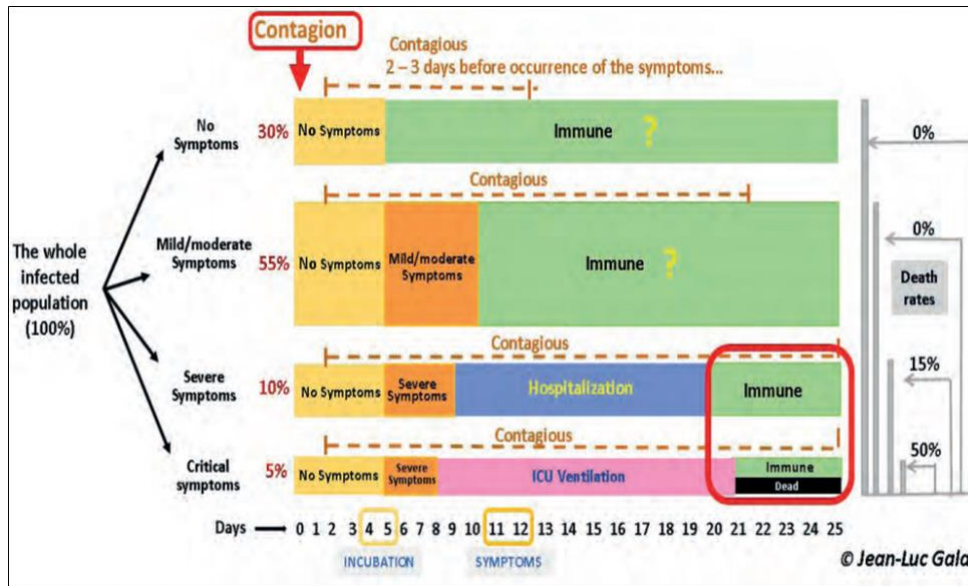 Contagion
Contagious
2 – 3 days before occurrence of the symptoms...
No
Symptoms
30%
No Symptoms
Immune ?
0%
Contagious
The whole
infected
population
(100%)
Mild/moderate
Symptoms
55%
No Symptoms
Mild/moderate
Symptoms
Immune ?
0%
Death
rates
Contagious
Severe
Symptoms
10%
No Symptoms
Severe
Symptoms
Hospitalization
Immune
15%
Contagious
Critical
symptoms
5%
No Symptoms
Severe
Symptoms
ICU Ventilation
Immune
Dead
50%
Days 0 1 2 3 4 5 6 7 8 9 10 11 12 13 14 15 16 17 18 19 20 21 22 23 24 25
INCUBATION SYMPTOMS
© Jean-Luc Gala